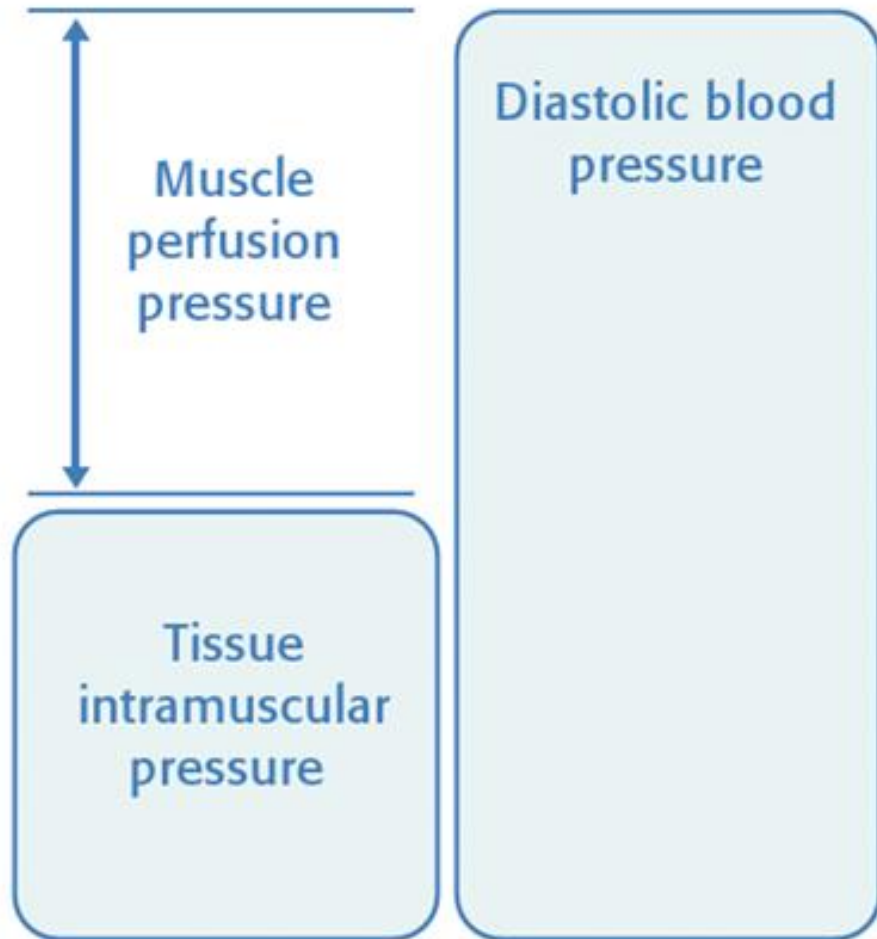 Muscle
perfusion
pressure
Diastolic blood
pressure
Tissue
intramuscular
pressure